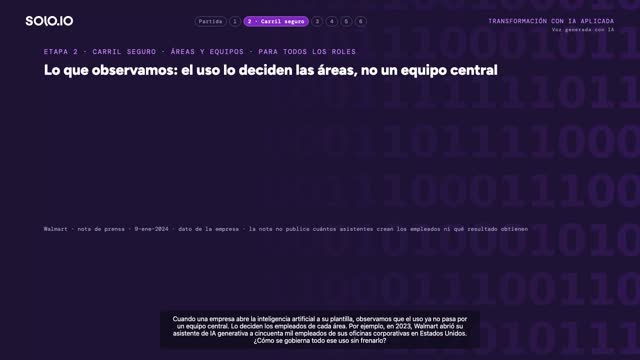 SOLO.IO
Partida 1 2 · Carril seguro 3 4 5 6
TRANSFORMACIÓN CON IA APLICADA
Voz generada con IA
ETAPA 2 · CARRIL SEGURO · ÁREAS Y EQUIPOS · PARA TODOS LOS ROLES
Lo que observamos: el uso lo deciden las áreas, no un equipo central
Walmart · nota de prensa · 9-ene-2024 · dato de la empresa · la nota no publica cuántos asistentes crean los empleados ni qué resultado obtienen
Cuando una empresa abre la inteligencia artificial a su plantilla, observamos que el uso ya no pasa por
un equipo central. Lo deciden los empleados de cada área. Por ejemplo, en 2023, Walmart abrió su
asistente de IA generativa a cincuenta mil empleados de sus oficinas corporativas en Estados Unidos.
¿Cómo se gobierna todo ese uso sin frenarlo?